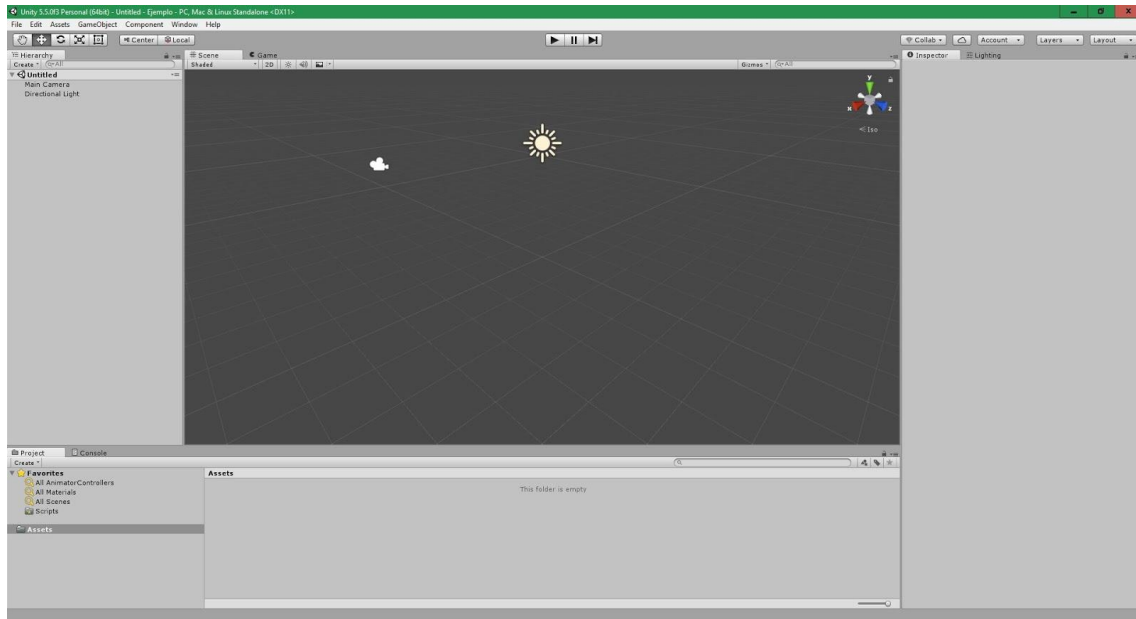 Unity 5.5.0f3 Personal (64bit) - Untitled - Ejemplo - PC, Mac & Linux Standalone <DX11>
File Edit Assets GameObject Component Window Help
Center Local Collab Account Layers Layout
Hierarchy # Scene Game Inspector Lighting
Create All Shaded 2D Gizmos All
Untitled
Main Camera
Directional Light
y
x z
Iso
Project Console
Create
Favorites Assets
All AnimatorControllers This folder is empty
All Materials
All Scenes
Scripts
Assets